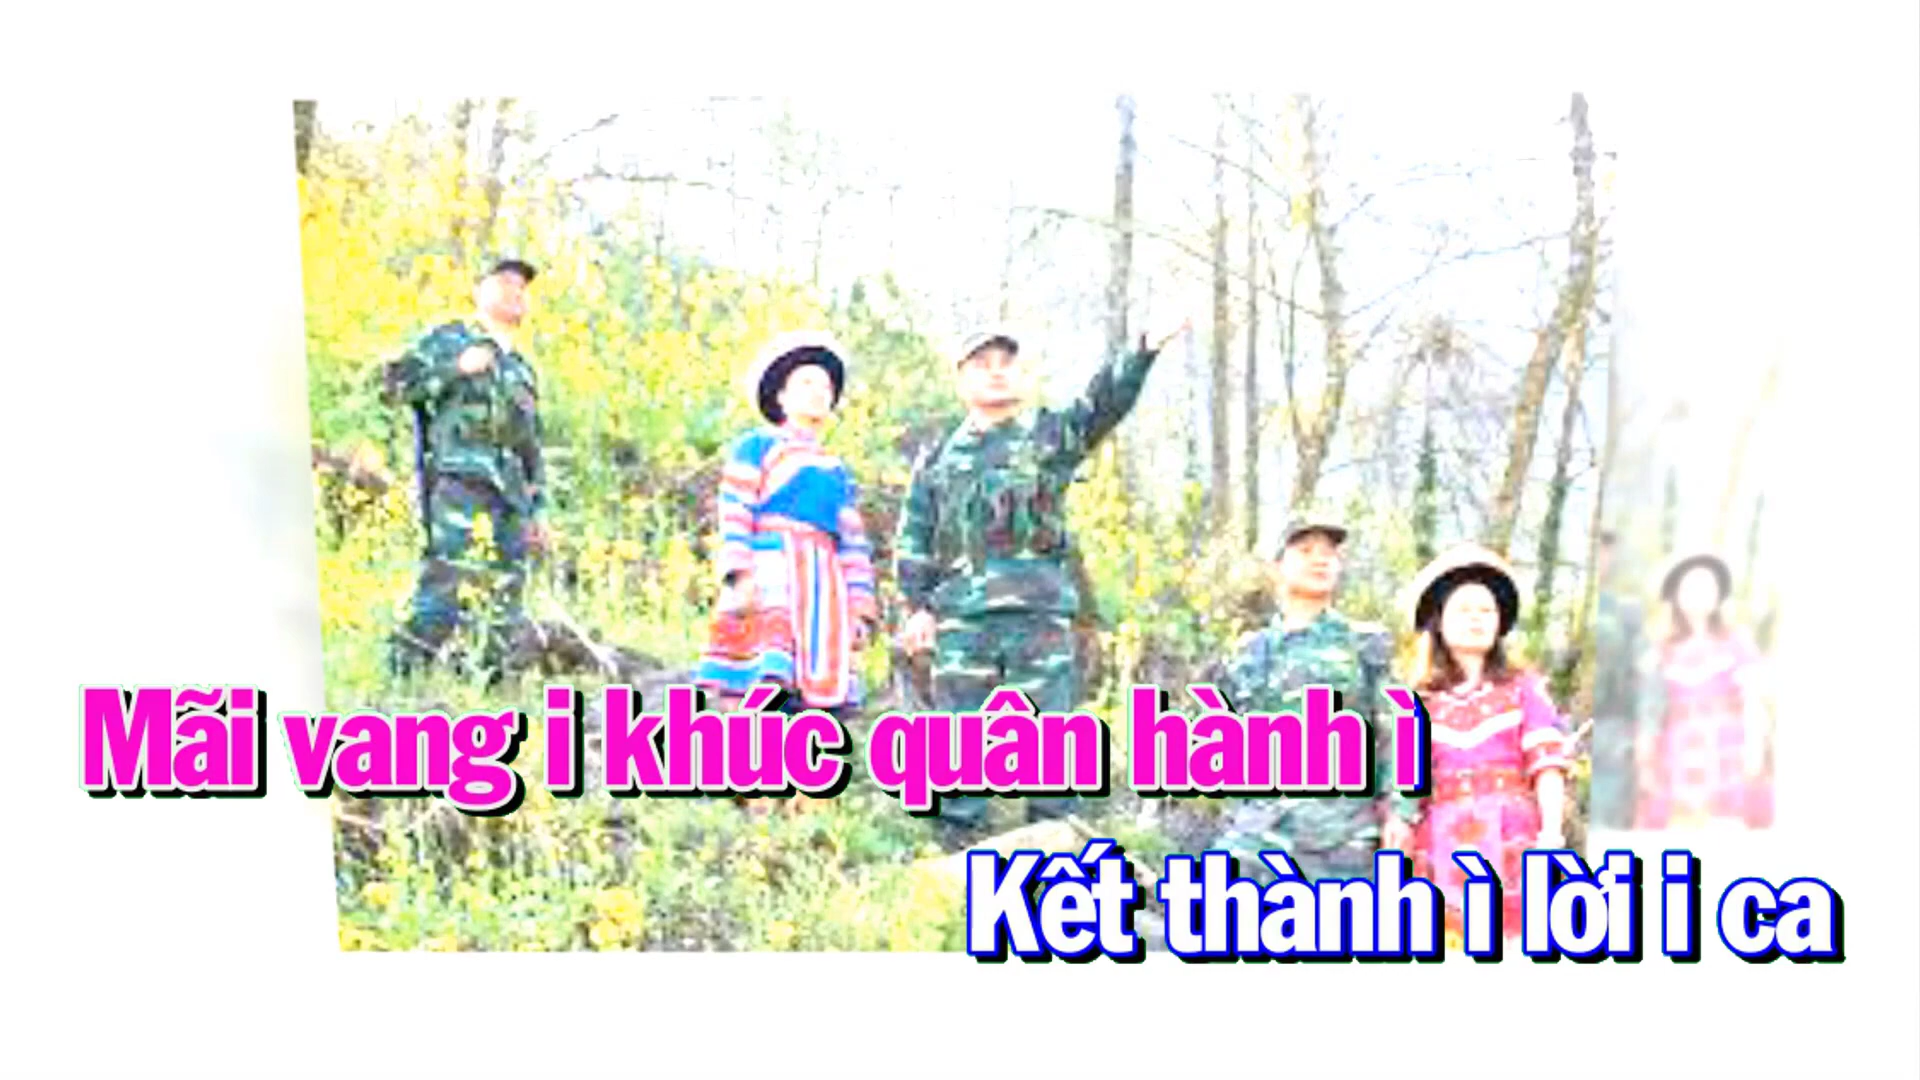 Mãi vang i khúc quân hành ì
Kết thành ì lời i ca